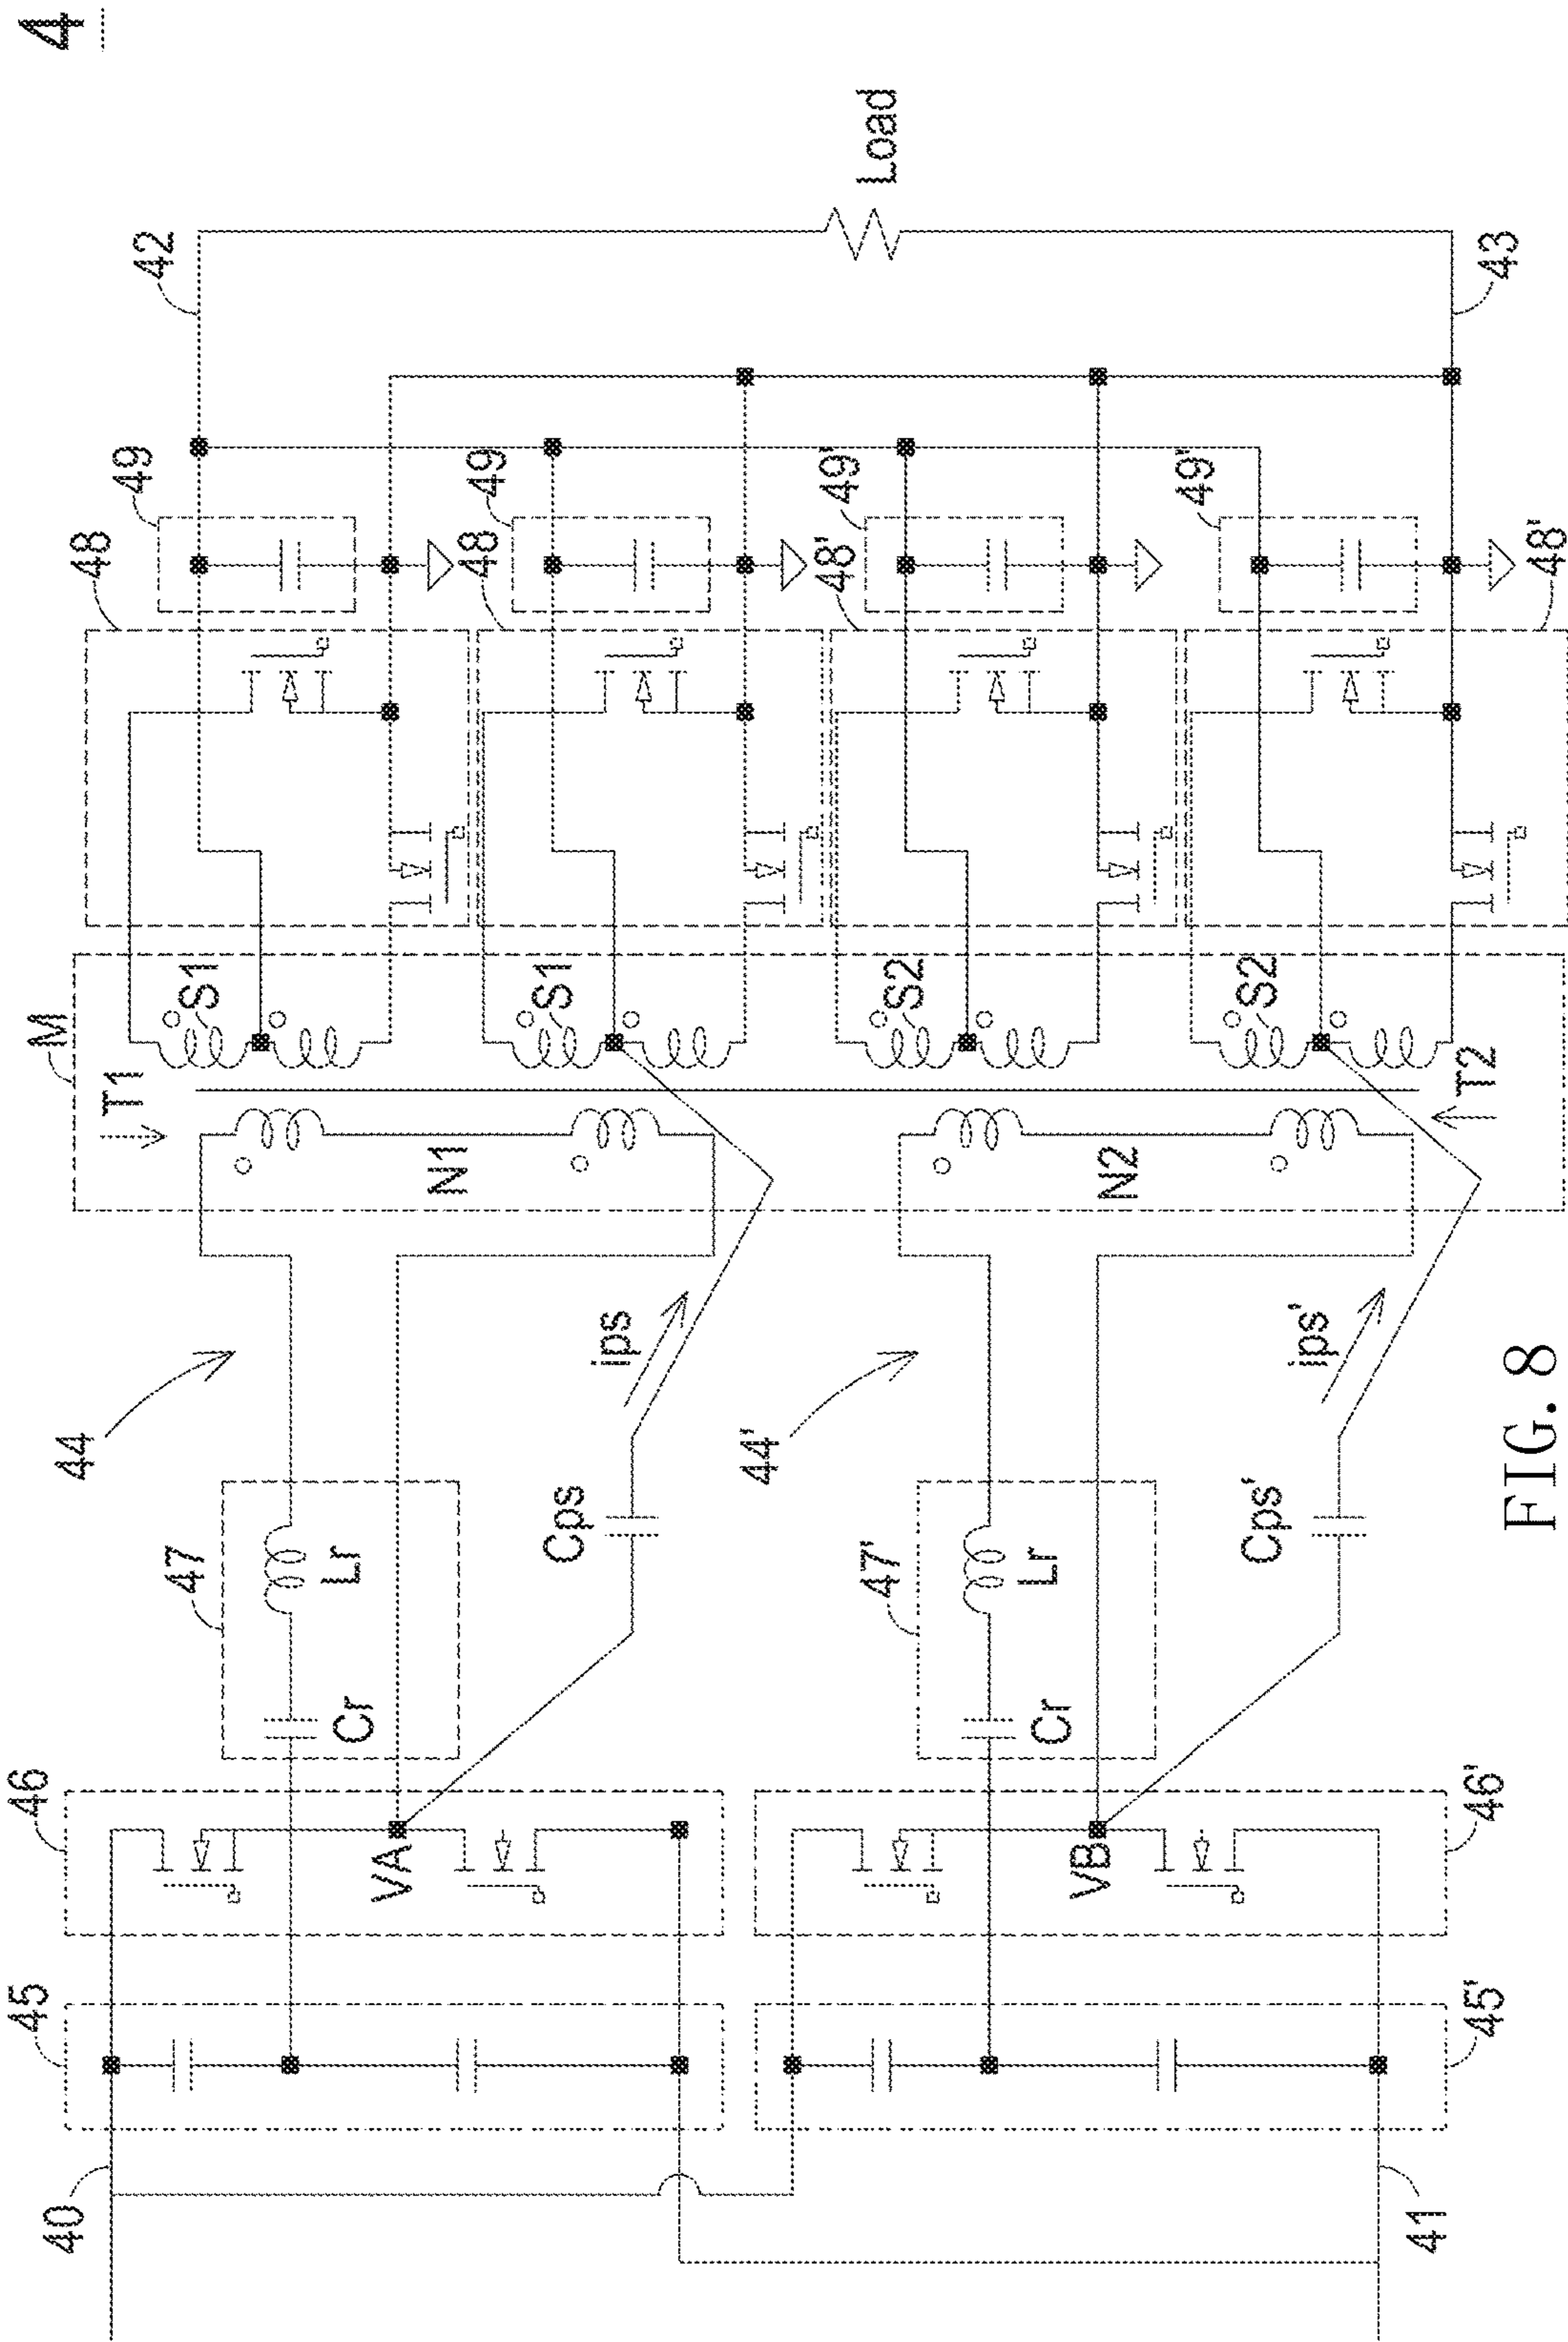 4
40
45
46
47
44
M
T1
S1
48
49
42
Cr
Lr
VA
Cps
ips
N1
S1
48
49
Load
44'
47'
S2
48'
49'
Cr
Lr
VB
N2
Cps'
ips'
S2
49'
T2
41
45'
46'
48'
43
FIG. 8